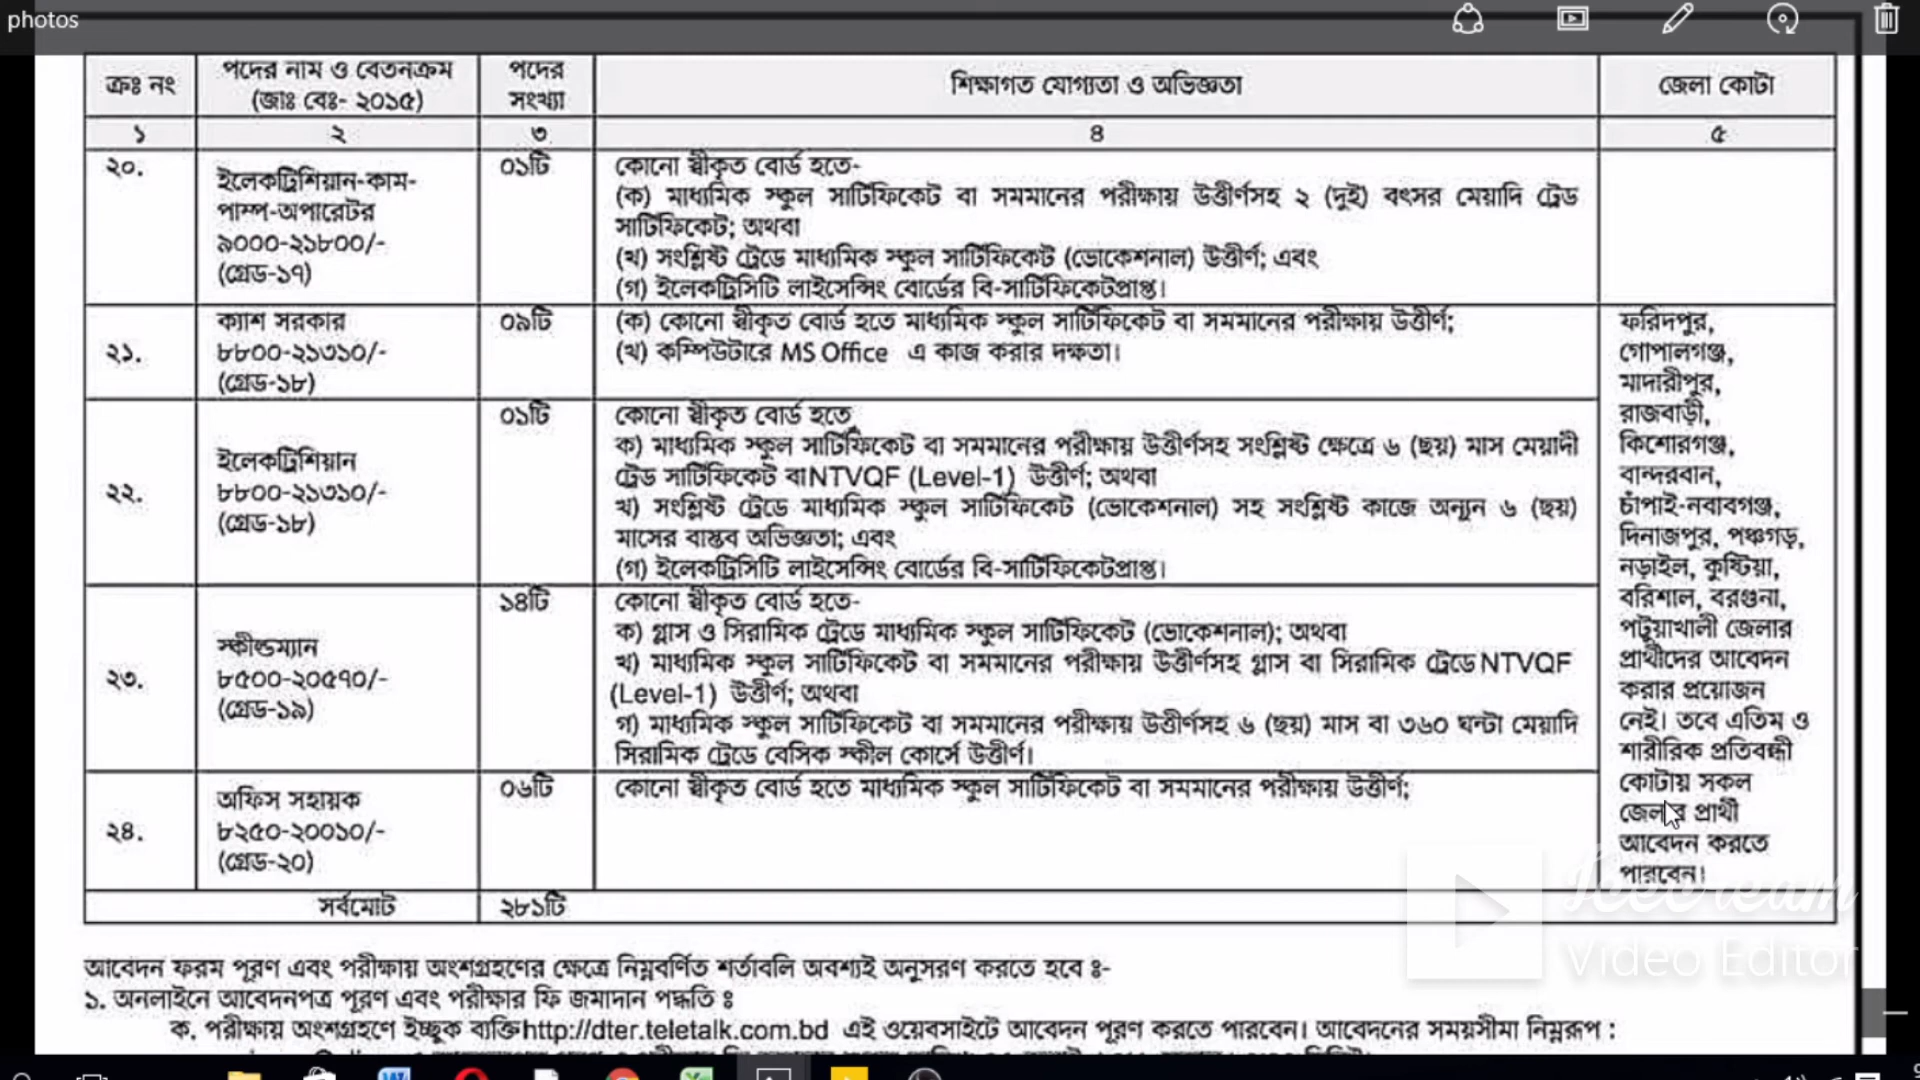 photos
ক্রঃ নং
পদের নাম ও বেতনক্রম
(জাঃ বেঃ- ২০১৫)
পদের
সংখ্যা
শিক্ষাগত যোগ্যতা ও অভিজ্ঞতা
জেলা কোটা
১ ২ ৩ ৪ ৫
২০.
ইলেকট্রিশিয়ান-কাম-
পাম্প-অপারেটর
৯০০০-২১৮০০/-
(গ্রেড-১৭)
০১টি
কোনো স্বীকৃত বোর্ড হতে-
(ক) মাধ্যমিক স্কুল সার্টিফিকেট বা সমমানের পরীক্ষায় উত্তীর্ণসহ ২ (দুই) বৎসর মেয়াদি ট্রেড
সার্টিফিকেট; অথবা
(খ) সংশ্লিষ্ট ট্রেডে মাধ্যমিক স্কুল সার্টিফিকেট (ভোকেশনাল) উত্তীর্ণ; এবং
(গ) ইলেকট্রিসিটি লাইসেন্সিং বোর্ডের বি-সার্টিফিকেটপ্রাপ্ত।
২১.
ক্যাশ সরকার
৮৮০০-২১৩১০/-
(গ্রেড-১৮)
০৯টি
(ক) কোনো স্বীকৃত বোর্ড হতে মাধ্যমিক স্কুল সার্টিফিকেট বা সমমানের পরীক্ষায় উত্তীর্ণ;
(খ) কম্পিউটারে MS Office এ কাজ করার দক্ষতা।
২২.
ইলেকট্রিশিয়ান
৮৮০০-২১৩১০/-
(গ্রেড-১৮)
০১টি
কোনো স্বীকৃত বোর্ড হতে
ক) মাধ্যমিক স্কুল সার্টিফিকেট বা সমমানের পরীক্ষায় উত্তীর্ণসহ সংশ্লিষ্ট ক্ষেত্রে ৬ (ছয়) মাস মেয়াদী
ট্রেড সার্টিফিকেট বা NTVQF (Level-1) উত্তীর্ণ; অথবা
খ) সংশ্লিষ্ট ট্রেডে মাধ্যমিক স্কুল সার্টিফিকেট (ভোকেশনাল) সহ সংশ্লিষ্ট কাজে অন্যূন ৬ (ছয়)
মাসের বাস্তব অভিজ্ঞতা; এবং
(গ) ইলেকট্রিসিটি লাইসেন্সিং বোর্ডের বি-সার্টিফিকেটপ্রাপ্ত।
২৩.
স্কীল্ডম্যান
৮৫০০-২০৫৭০/-
(গ্রেড-১৯)
১৪টি
কোনো স্বীকৃত বোর্ড হতে-
ক) গ্লাস ও সিরামিক ট্রেডে মাধ্যমিক স্কুল সার্টিফিকেট (ভোকেশনাল); অথবা
খ) মাধ্যমিক স্কুল সার্টিফিকেট বা সমমানের পরীক্ষায় উত্তীর্ণসহ গ্লাস বা সিরামিক ট্রেডে NTVQF
(Level-1) উত্তীর্ণ; অথবা
গ) মাধ্যমিক স্কুল সার্টিফিকেট বা সমমানের পরীক্ষায় উত্তীর্ণসহ ৬ (ছয়) মাস বা ৩৬০ ঘন্টা মেয়াদি
সিরামিক ট্রেডে বেসিক স্কীল কোর্সে উত্তীর্ণ।
২৪.
অফিস সহায়ক
৮২৫০-২০০১০/-
(গ্রেড-২০)
০৬টি
কোনো স্বীকৃত বোর্ড হতে মাধ্যমিক স্কুল সার্টিফিকেট বা সমমানের পরীক্ষায় উত্তীর্ণ;
ফরিদপুর,
গোপালগঞ্জ,
মাদারীপুর,
রাজবাড়ী,
কিশোরগঞ্জ,
বান্দরবান,
চাঁপাই-নবাবগঞ্জ,
দিনাজপুর, পঞ্চগড়,
নড়াইল, কুষ্টিয়া,
বরিশাল, বরগুনা,
পটুয়াখালী জেলার
প্রার্থীদের আবেদন
করার প্রয়োজন
নেই। তবে এতিম ও
শারীরিক প্রতিবন্ধী
কোটায় সকল
জেলার প্রার্থী
আবেদন করতে
পারবেন।
সর্বমোট ২৮১টি
Icecream
Video Editor
আবেদন ফরম পূরণ এবং পরীক্ষায় অংশগ্রহণের ক্ষেত্রে নিম্নবর্ণিত শর্তাবলি অবশ্যই অনুসরণ করতে হবে ঃ-
১. অনলাইনে আবেদনপত্র পূরণ এবং পরীক্ষার ফি জমাদান পদ্ধতি ঃ
ক. পরীক্ষায় অংশগ্রহণে ইচ্ছুক ব্যক্তি http://dter.teletalk.com.bd এই ওয়েবসাইটে আবেদন পূরণ করতে পারবেন। আবেদনের সময়সীমা নিম্নরূপ :